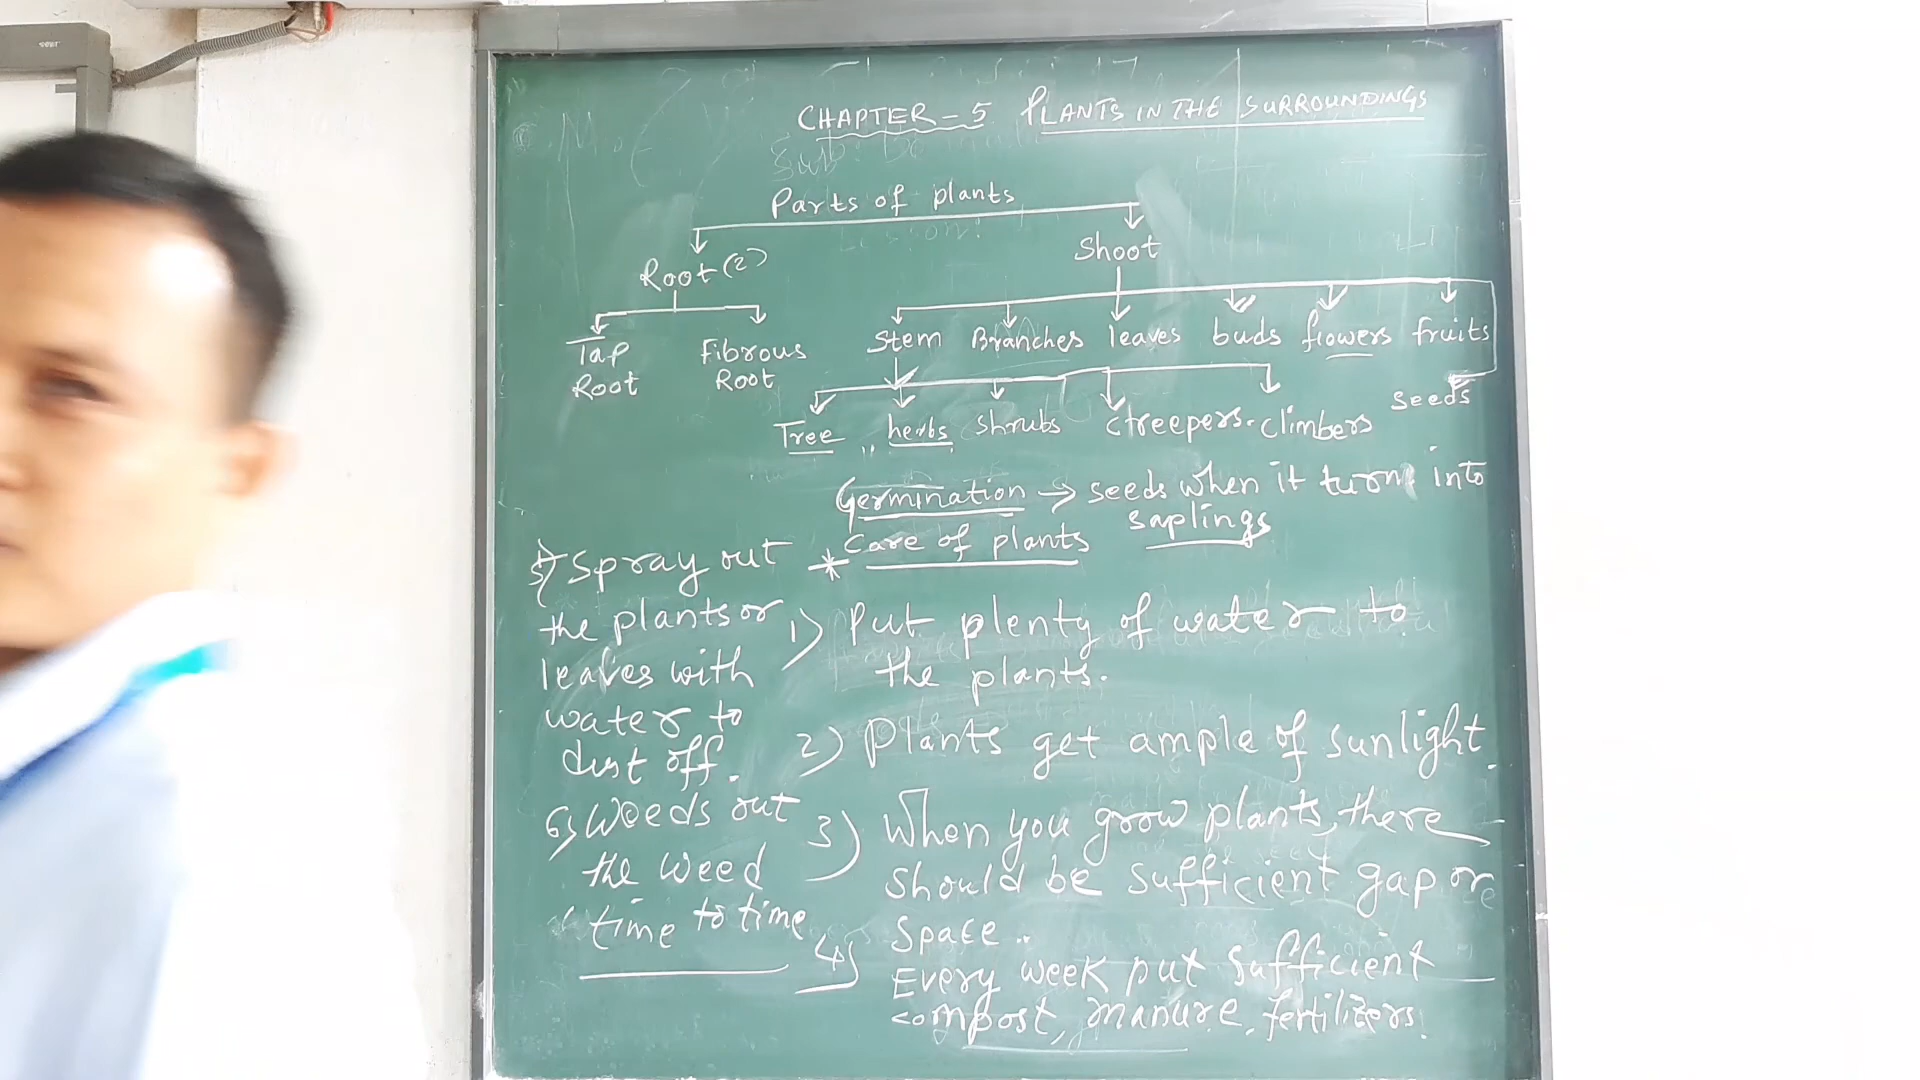 CHAPTER - 5 PLANTS IN THE SURROUNDINGS
Parts of plants
Root (2)
Shoot
Tap Root
Fibrous Root
Stem Branches leaves buds flowers fruits
seeds
Tree herbs shrubs creepers climbers
Germination → seeds when it turns into
saplings
* Care of plants
1) Put plenty of water to
the plants.
2) Plants get ample of sunlight.
3) When you grow plants, there
should be sufficient gap or
space..
4) Every week put sufficient
compost, manure, fertilizers.
5) Spray out
the plants or
leaves with
water to
dust off.
6) Weeds out
the weed
time to time